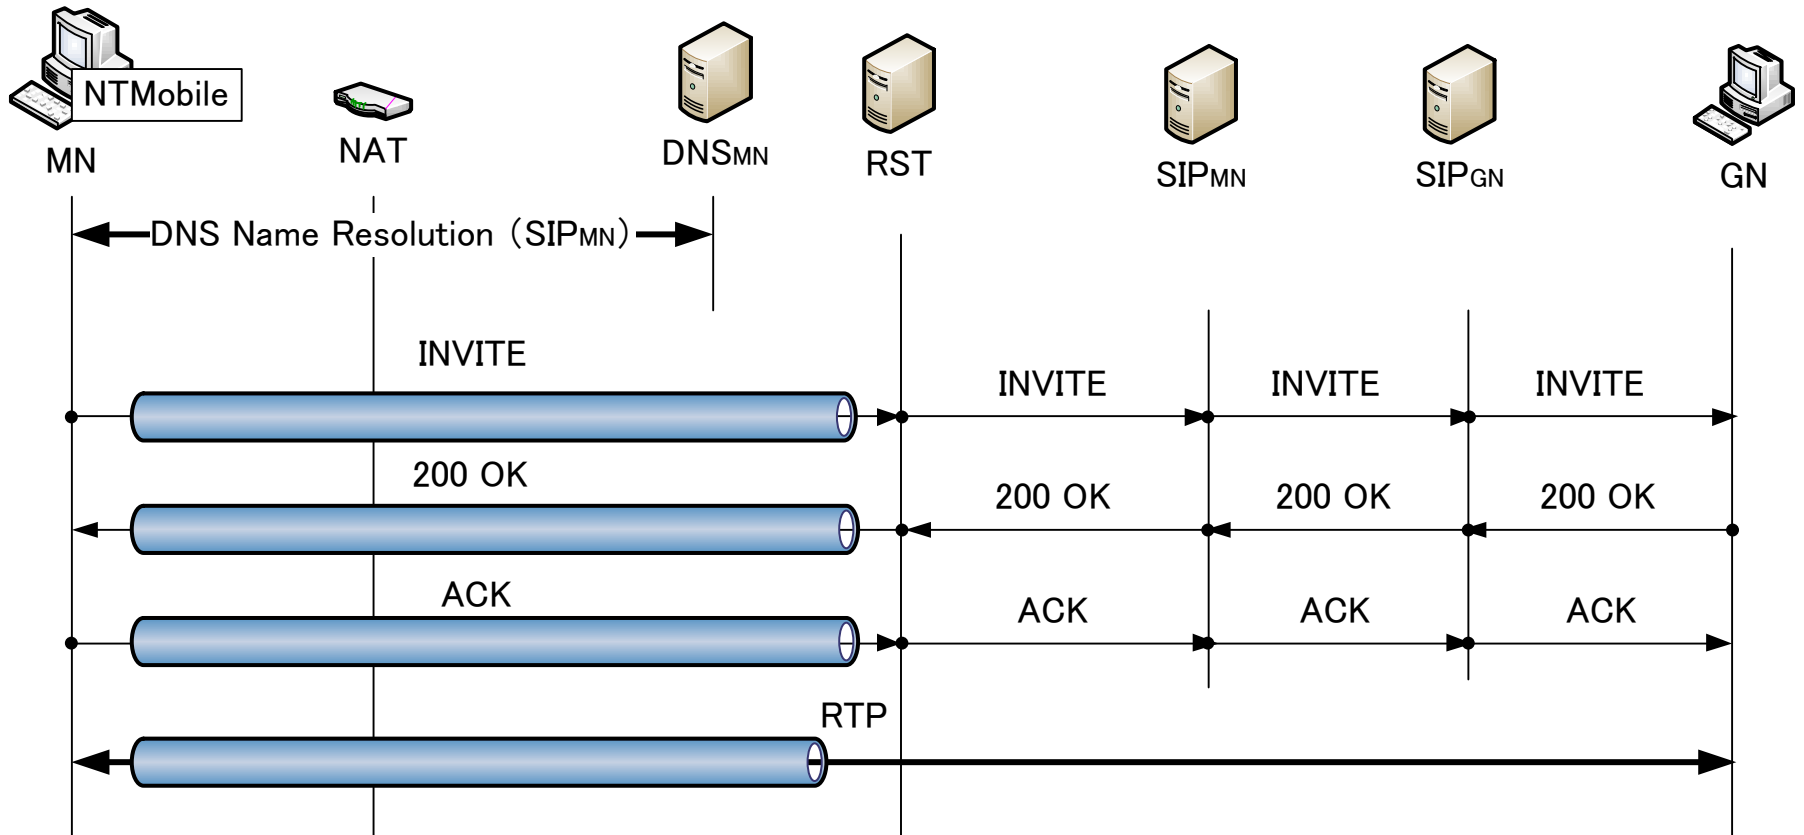 NTMobile
MN
NAT
DNSMN
RST
SIPMN
SIPGN
GN
DNS Name Resolution (SIPMN)
INVITE
INVITE
INVITE
INVITE
200 OK
200 OK
200 OK
200 OK
ACK
ACK
ACK
ACK
RTP